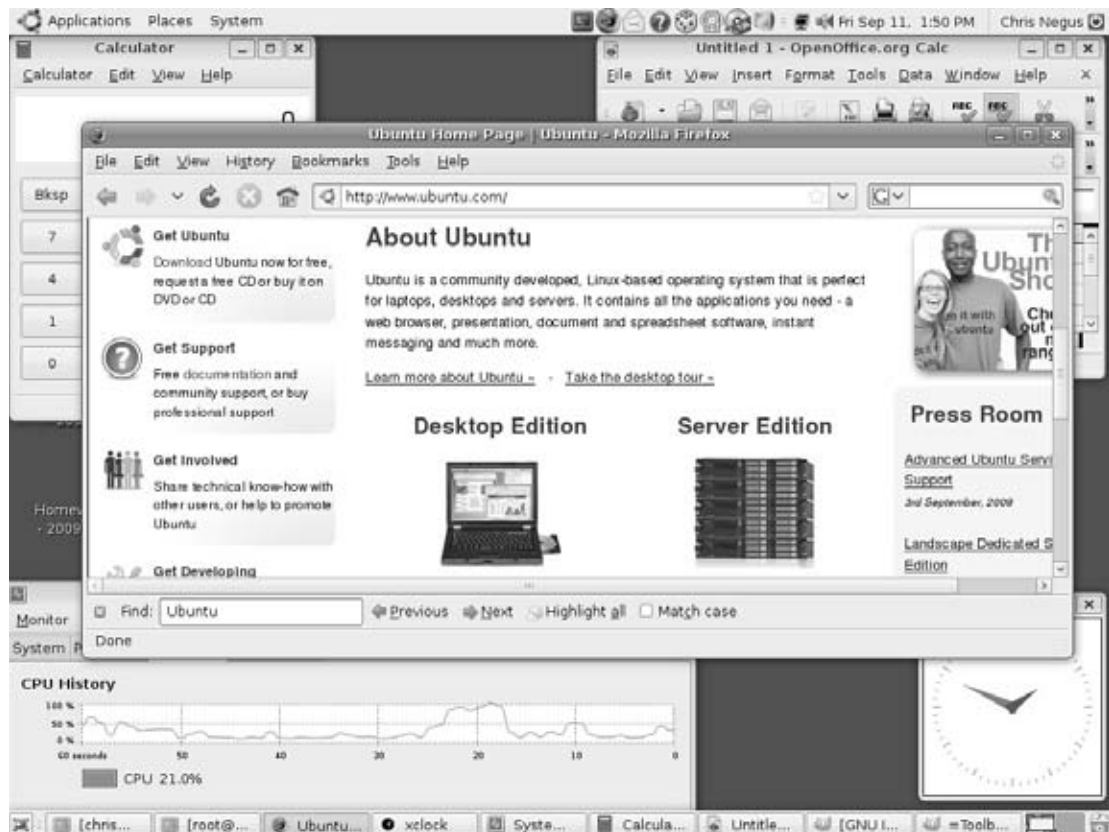 Applications Places System
Fri Sep 11, 1:50 PM Chris Negus
Calculator
Calculator Edit View Help
0
Bksp
7
4
1
0
Untitled 1 - OpenOffice.org Calc
File Edit View Insert Format Tools Data Window Help
Ubuntu Home Page | Ubuntu - Mozilla Firefox
File Edit View History Bookmarks Tools Help
http://www.ubuntu.com/
Get Ubuntu
Download Ubuntu now for free,
request a free CD or buy it on
DVD or CD
Get Support
Free documentation and
community support, or buy
professional support
Get Involved
Share technical know-how with
other users, or help to promote
Ubuntu
Get Developing
About Ubuntu
Ubuntu is a community developed, Linux-based operating system that is perfect
for laptops, desktops and servers. It contains all the applications you need - a
web browser, presentation, document and spreadsheet software, instant
messaging and much more.
Learn more about Ubuntu » - Take the desktop tour »
Desktop Edition
Server Edition
Press Room
Advanced Ubuntu Servi
Support
3rd September, 2009
Landscape Dedicated S
Edition
Find: Ubuntu Previous Next Highlight all Match case
Done
- 2009
Monitor
System
CPU History
100 %
50 %
0 %
60 seconds 50 40 30 20 10 0
CPU 21.0%
[chris... [root@... Ubuntu... xclock Syste... Calcula... Untitle... [GNU I... =Toolb...